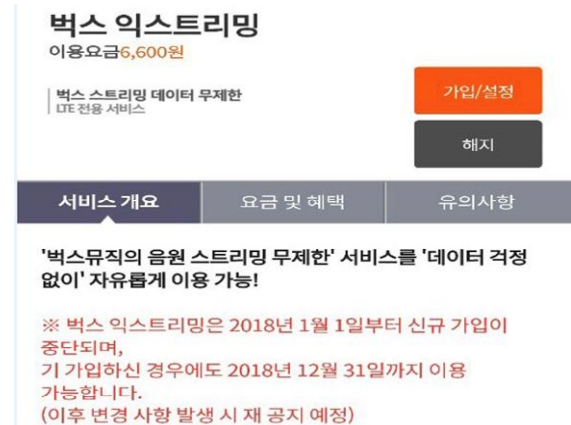 벅스 익스트리밍
이용요금6,600원
벅스 스트리밍 데이터 무제한
LTE 전용 서비스
가입/설정
해지
서비스 개요
요금 및 혜택
유의사항
'벅스뮤직의 음원 스트리밍 무제한' 서비스를 '데이터 걱정
없이' 자유롭게 이용 가능!
※ 벅스 익스트리밍은 2018년 1월 1일부터 신규 가입이
중단되며,
기 가입하신 경우에도 2018년 12월 31일까지 이용
가능합니다.
(이후 변경 사항 발생 시 재 공지 예정)